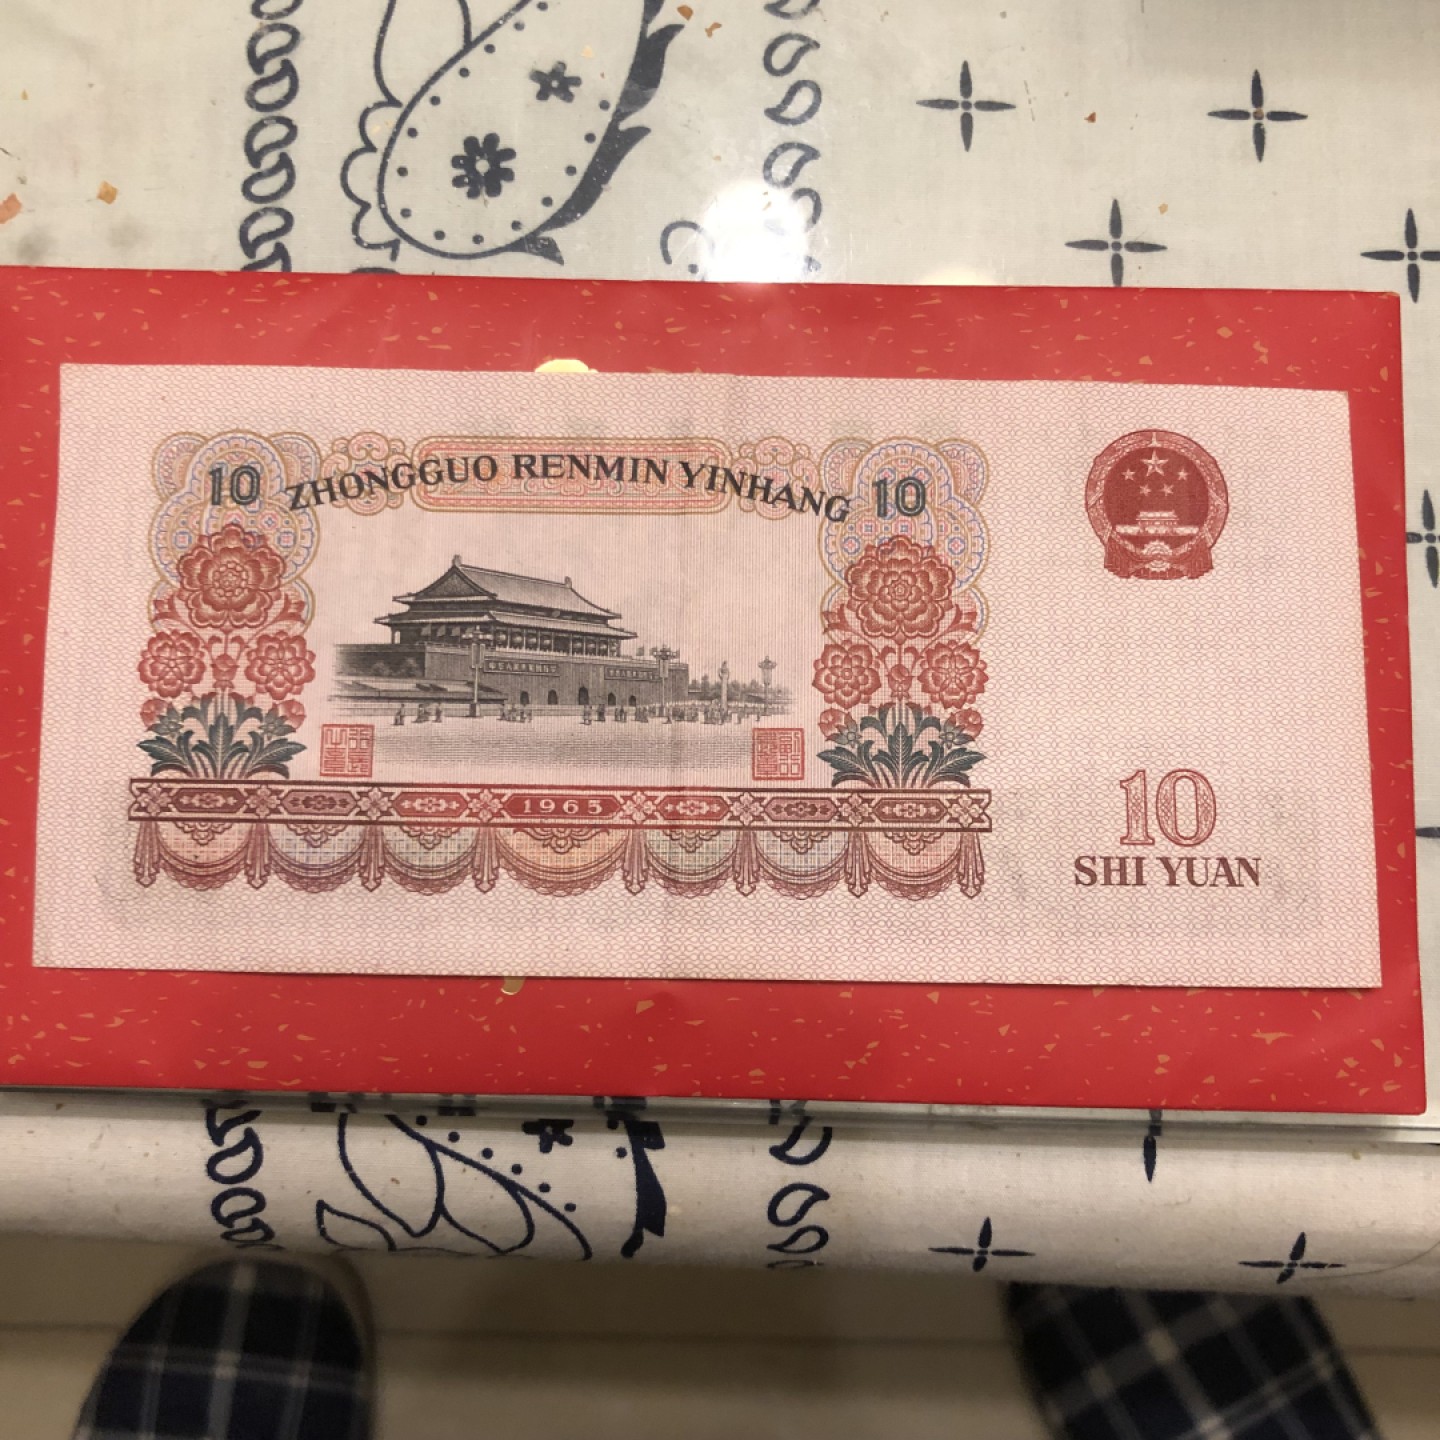 10 ZHONGGUO RENMIN YINHANG 10
1965
10
SHI YUAN